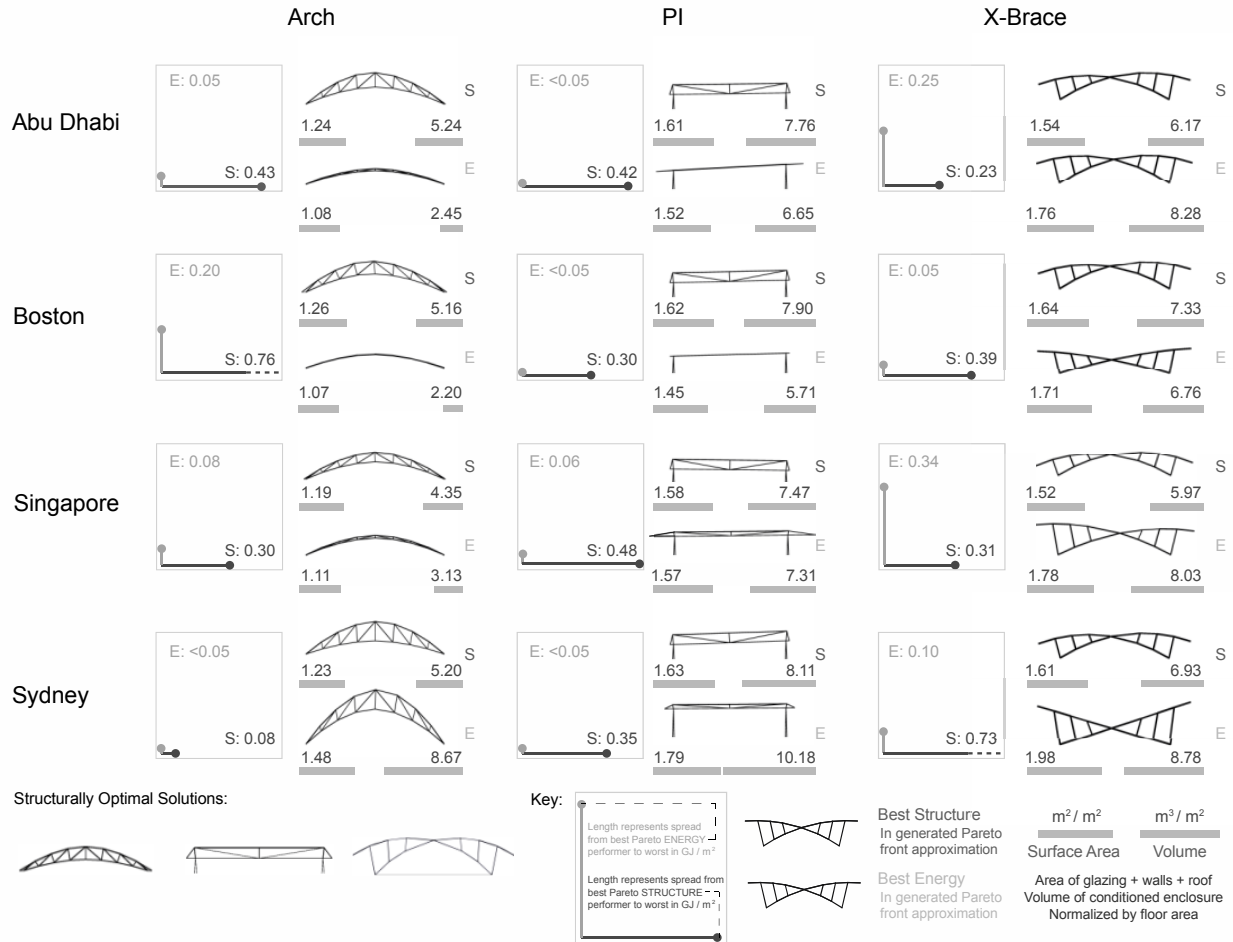 Arch PI X-Brace
Abu Dhabi
E: 0.05
S: 0.43
S
1.24 5.24
E
1.08 2.45
E: <0.05
S: 0.42
S
1.61 7.76
E
1.52 6.65
E: 0.25
S: 0.23
S
1.54 6.17
E
1.76 8.28
Boston
E: 0.20
S: 0.76
S
1.26 5.16
E
1.07 2.20
E: <0.05
S: 0.30
S
1.62 7.90
E
1.45 5.71
E: 0.05
S: 0.39
S
1.64 7.33
E
1.71 6.76
Singapore
E: 0.08
S: 0.30
S
1.19 4.35
E
1.11 3.13
E: 0.06
S: 0.48
S
1.58 7.47
E
1.57 7.31
E: 0.34
S: 0.31
S
1.52 5.97
E
1.78 8.03
Sydney
E: <0.05
S: 0.08
S
1.23 5.20
E
1.48 8.67
E: <0.05
S: 0.35
S
1.63 8.11
E
1.79 10.18
E: 0.10
S: 0.73
S
1.61 6.93
E
1.98 8.78
Structurally Optimal Solutions:
Key:
Length represents spread
from best Pareto ENERGY
performer to worst in GJ / m²
Length represents spread from
best Pareto STRUCTURE
performer to worst in GJ / m²
Best Structure
In generated Pareto
front approximation
Best Energy
In generated Pareto
front approximation
m² / m² m³ / m²
Surface Area Volume
Area of glazing + walls + roof
Volume of conditioned enclosure
Normalized by floor area